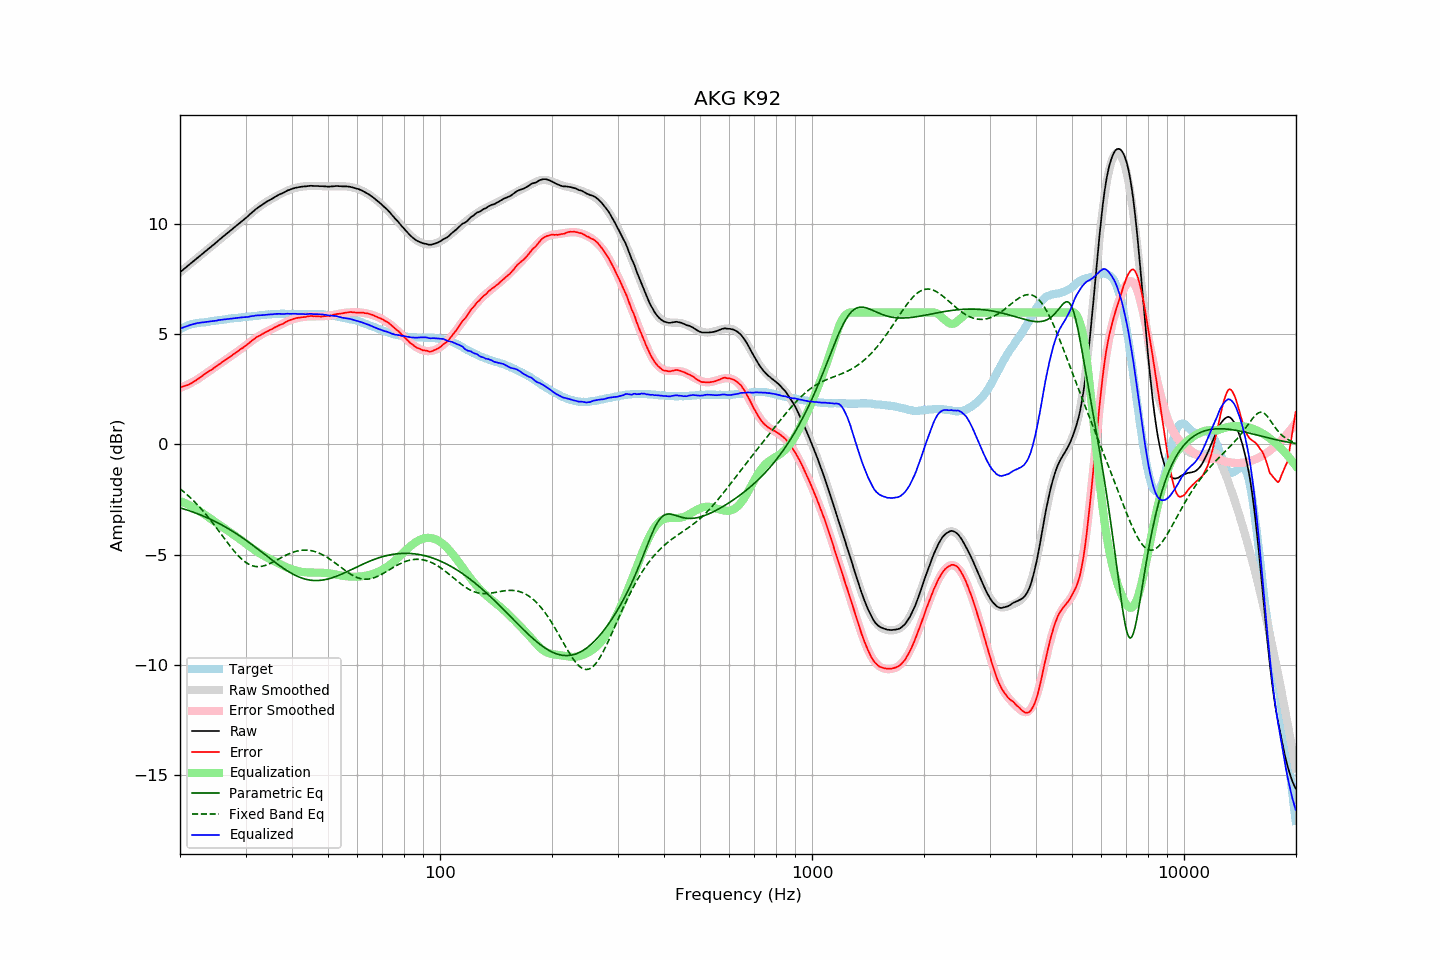 AKG K92
Amplitude (dBr)
10
5
0
−5
−10
−15
Target
Raw Smoothed
Error Smoothed
Raw
Error
Equalization
Parametric Eq
Fixed Band Eq
Equalized
100
1000
10000
Frequency (Hz)